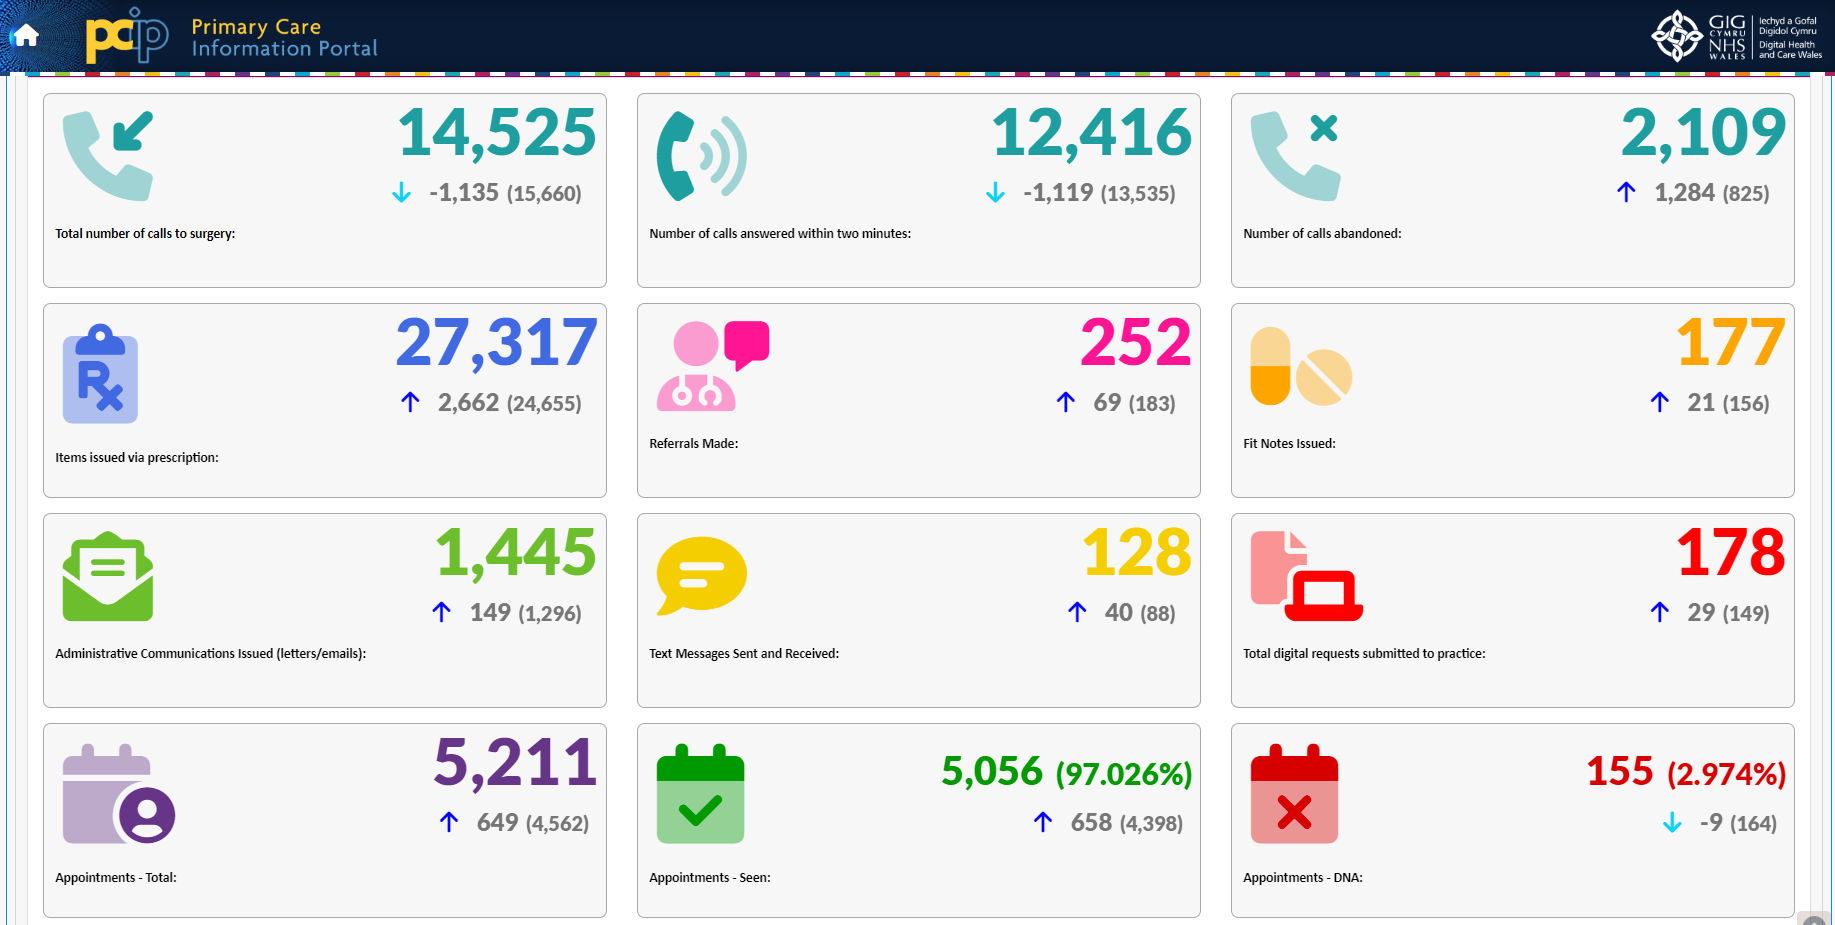 pcip
Primary Care
Information Portal
GIG
CYMRU
NHS
WALES
Iechyd a Gofal
Digidol Cymru
Digital Health
and Care Wales
14,525
-1,135 (15,660)
Total number of calls to surgery:
12,416
-1,119 (13,535)
Number of calls answered within two minutes:
2,109
1,284 (825)
Number of calls abandoned:
Rx
27,317
2,662 (24,655)
Items issued via prescription:
252
69 (183)
Referrals Made:
177
21 (156)
Fit Notes Issued:
1,445
149 (1,296)
Administrative Communications Issued (letters/emails):
128
40 (88)
Text Messages Sent and Received:
178
29 (149)
Total digital requests submitted to practice:
5,211
649 (4,562)
Appointments - Total:
5,056 (97.026%)
658 (4,398)
Appointments - Seen:
155 (2.974%)
-9 (164)
Appointments - DNA: